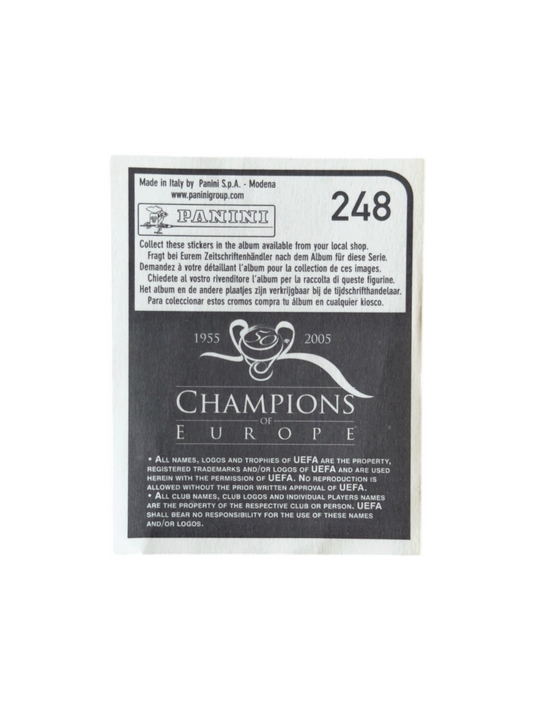 Made in Italy by Panini S.p.A. - Modena
www.paninigroup.com
248
PANINI
Collect these stickers in the album available from your local shop.
Fragt bei Eurem Zeitschriftenhändler nach dem Album für diese Serie.
Demandez à votre détaillant l'album pour la collection de ces images.
Chiedete al vostro rivenditore l'album per la raccolta di queste figurine.
Het album en de andere plaatjes zijn verkrijgbaar bij de tijdschrifthandelaar.
Para coleccionar estos cromos compra tu álbum en cualquier kiosco.
1955 50 2005
CHAMPIONS
OF
EUROPE
• ALL NAMES, LOGOS AND TROPHIES OF UEFA ARE THE PROPERTY,
REGISTERED TRADEMARKS AND/OR LOGOS OF UEFA AND ARE USED
HEREIN WITH THE PERMISSION OF UEFA. NO REPRODUCTION IS
ALLOWED WITHOUT THE PRIOR WRITTEN APPROVAL OF UEFA.
• ALL CLUB NAMES, CLUB LOGOS AND INDIVIDUAL PLAYERS NAMES
ARE THE PROPERTY OF THE RESPECTIVE CLUB OR PERSON. UEFA
SHALL BEAR NO RESPONSIBILITY FOR THE USE OF THESE NAMES
AND/OR LOGOS.